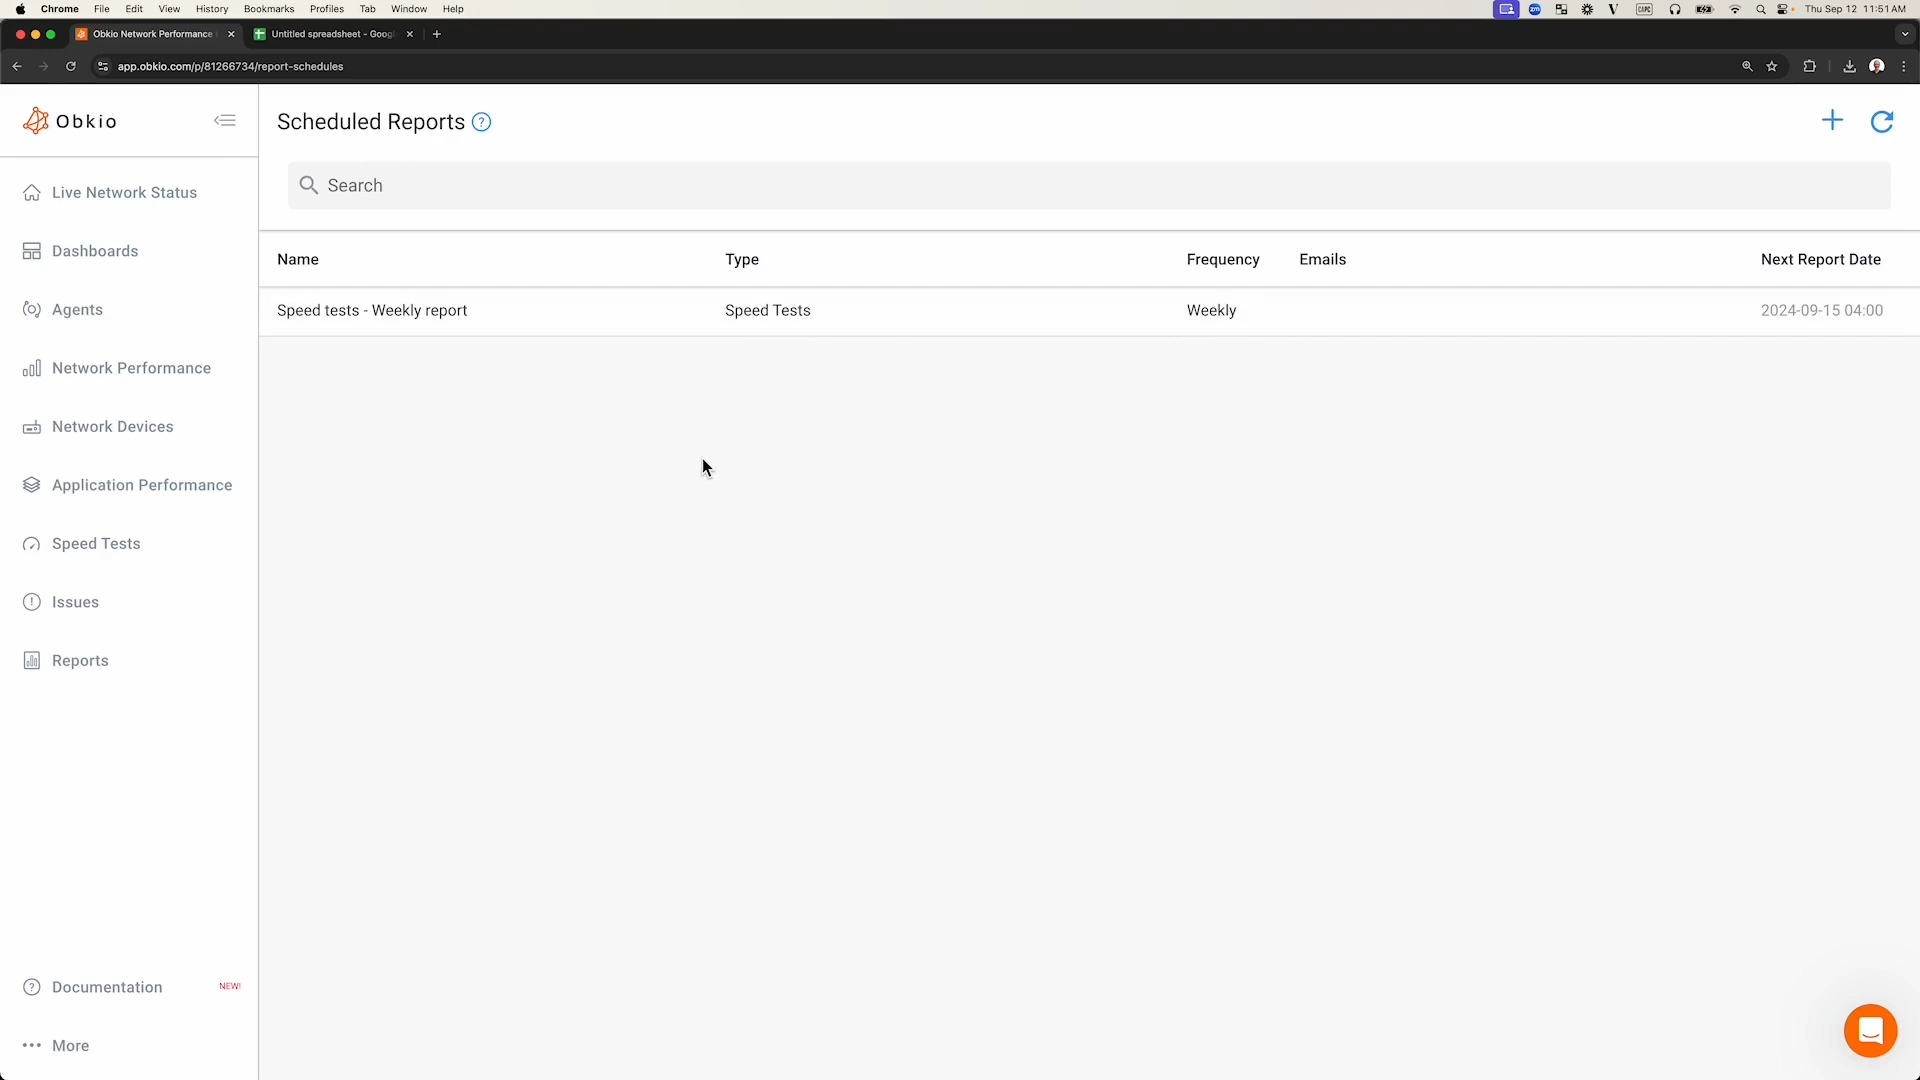 Chrome File Edit View History Bookmarks Profiles Tab Window Help
zm V CAPC Thu Sep 12 11:51 AM
Obkio Network Performance Untitled spreadsheet - Goog
app.obkio.com/p/81266734/report-schedules
Obkio
Live Network Status
Dashboards
Agents
Network Performance
Network Devices
Application Performance
Speed Tests
Issues
Reports
Documentation NEW!
More
Scheduled Reports ?
Search
Name Type Frequency Emails Next Report Date
Speed tests - Weekly report Speed Tests Weekly 2024-09-15 04:00